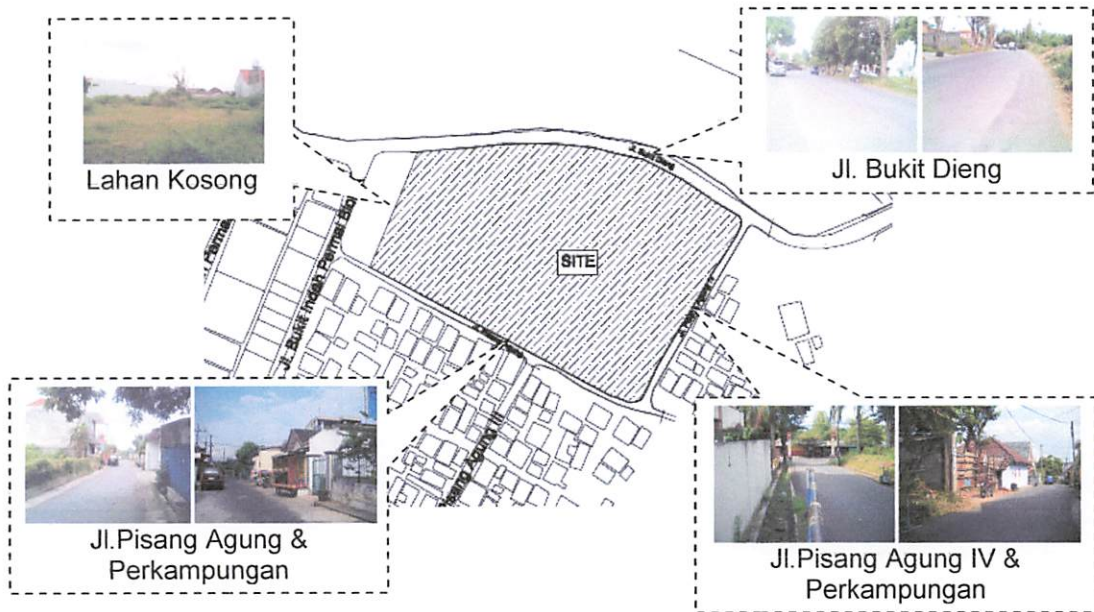 Lahan Kosong
Jl. Bukit Dieng
SITE
Jl. Bukit Indah Permai
Jl.Pisang Agung &
Perkampungan
Jl.Pisang Agung IV &
Perkampungan